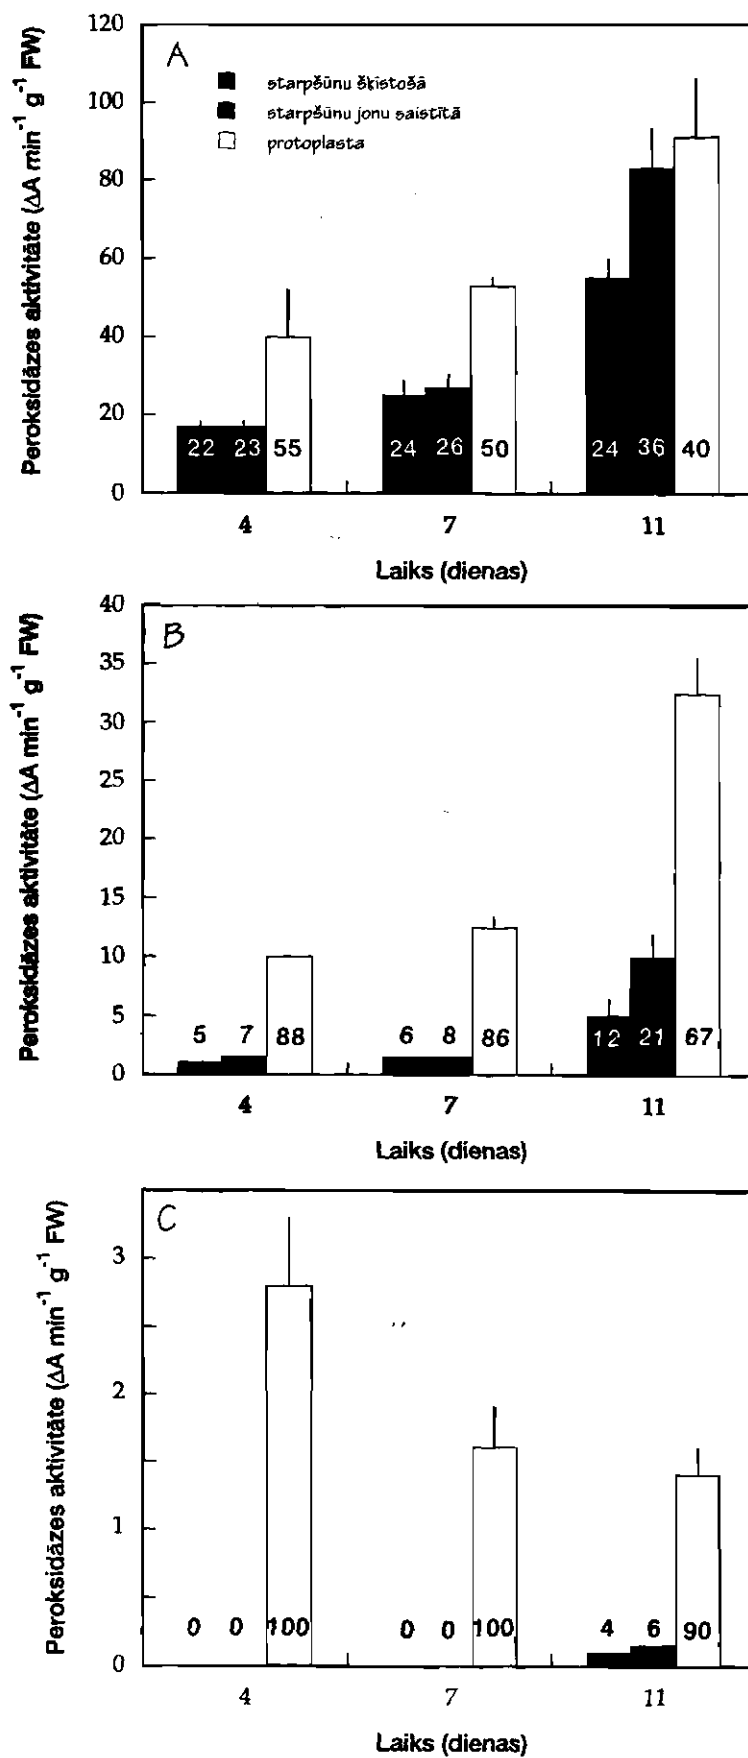 120
A
starpšūnu šķīstošā
100
starpšūnu jonu saistītā
protoplasta
80
60
40
20
22 23 55 24 26 50 24 36 40
0
4 7 11
Laiks (dienas)
Peroksidāzes aktivitāte (ΔA min⁻¹ g⁻¹ FW)
40
B
35
30
25
20
15
10
5
5 7 88 6 8 86 12 21 67
0
4 7 11
Laiks (dienas)
Peroksidāzes aktivitāte (ΔA min⁻¹ g⁻¹ FW)
C
3
2
1
0 0 100 0 0 100 4 6 90
0
4 7 11
Laiks (dienas)
Peroksidāzes aktivitāte (ΔA min⁻¹ g⁻¹ FW)